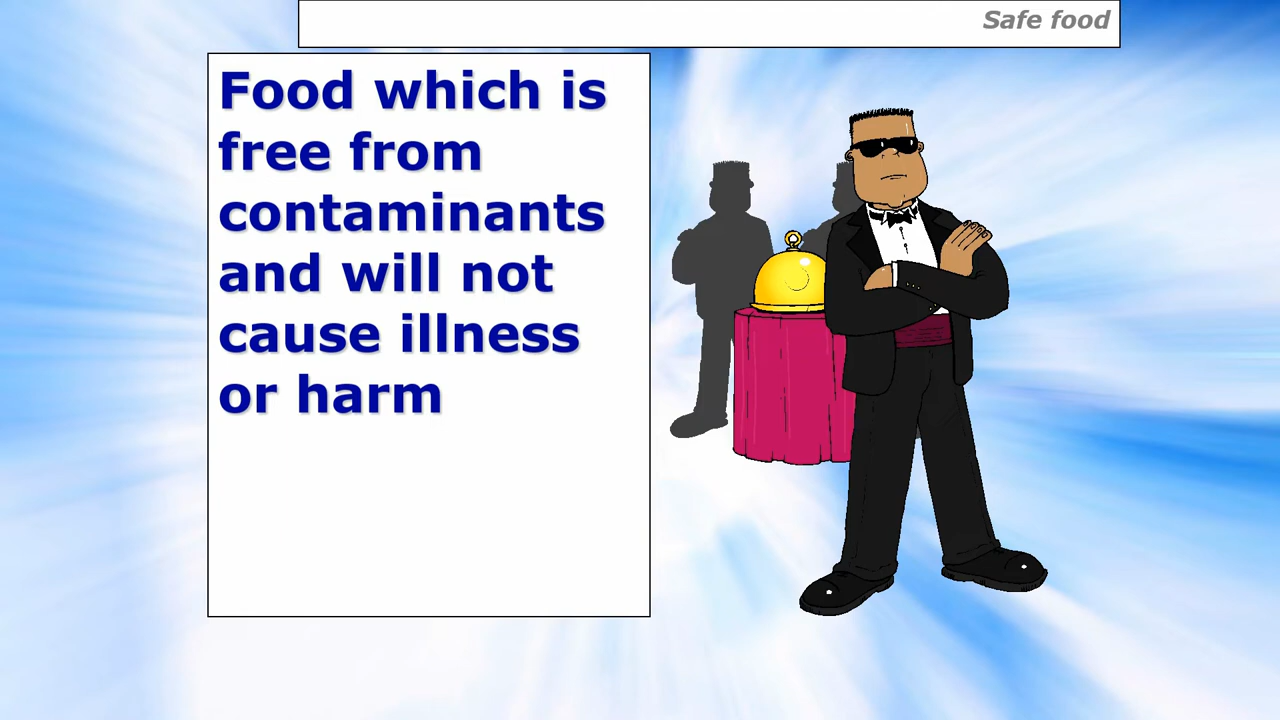 Safe food
Food which is
free from
contaminants
and will not
cause illness
or harm